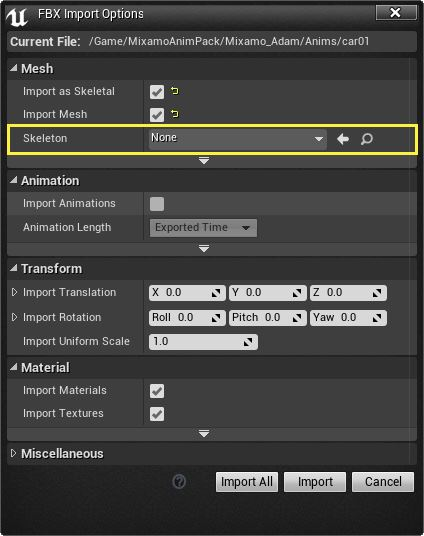 FBX Import Options
Current File: /Game/MixamoAnimPack/Mixamo_Adam/Anims/car01
Mesh
Import as Skeletal
Import Mesh
Skeleton None
Animation
Import Animations
Animation Length Exported Time
Transform
Import Translation X 0.0 Y 0.0 Z 0.0
Import Rotation Roll 0.0 Pitch 0.0 Yaw 0.0
Import Uniform Scale 1.0
Material
Import Materials
Import Textures
Miscellaneous
? Import All Import Cancel